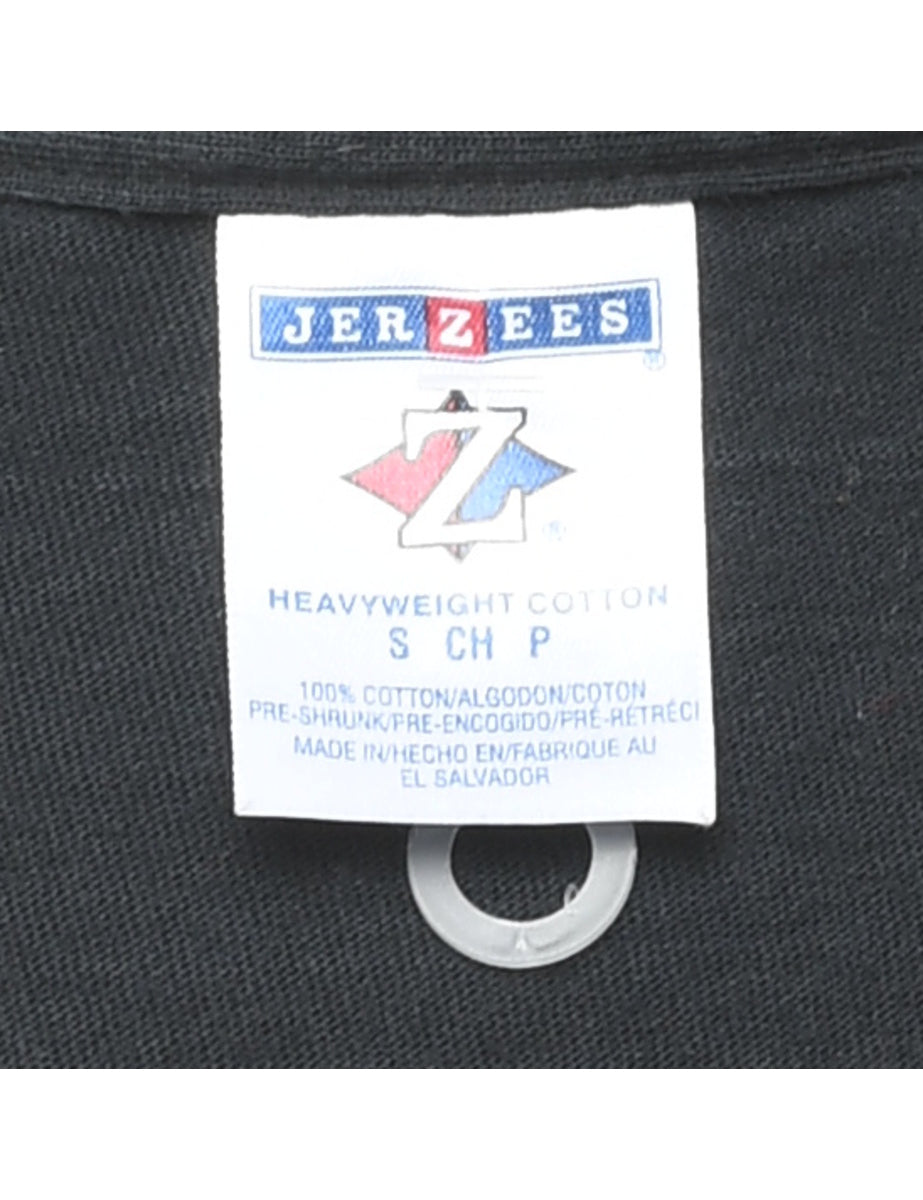 JERZEES
®
Z
®
HEAVYWEIGHT COTTON
S CH P
100% COTTON/ALGODON/COTON
PRE-SHRUNK/PRE-ENCOGIDO/PRÉ-RÉTRÉCI
MADE IN/HECHO EN/FABRIQUE AU
EL SALVADOR